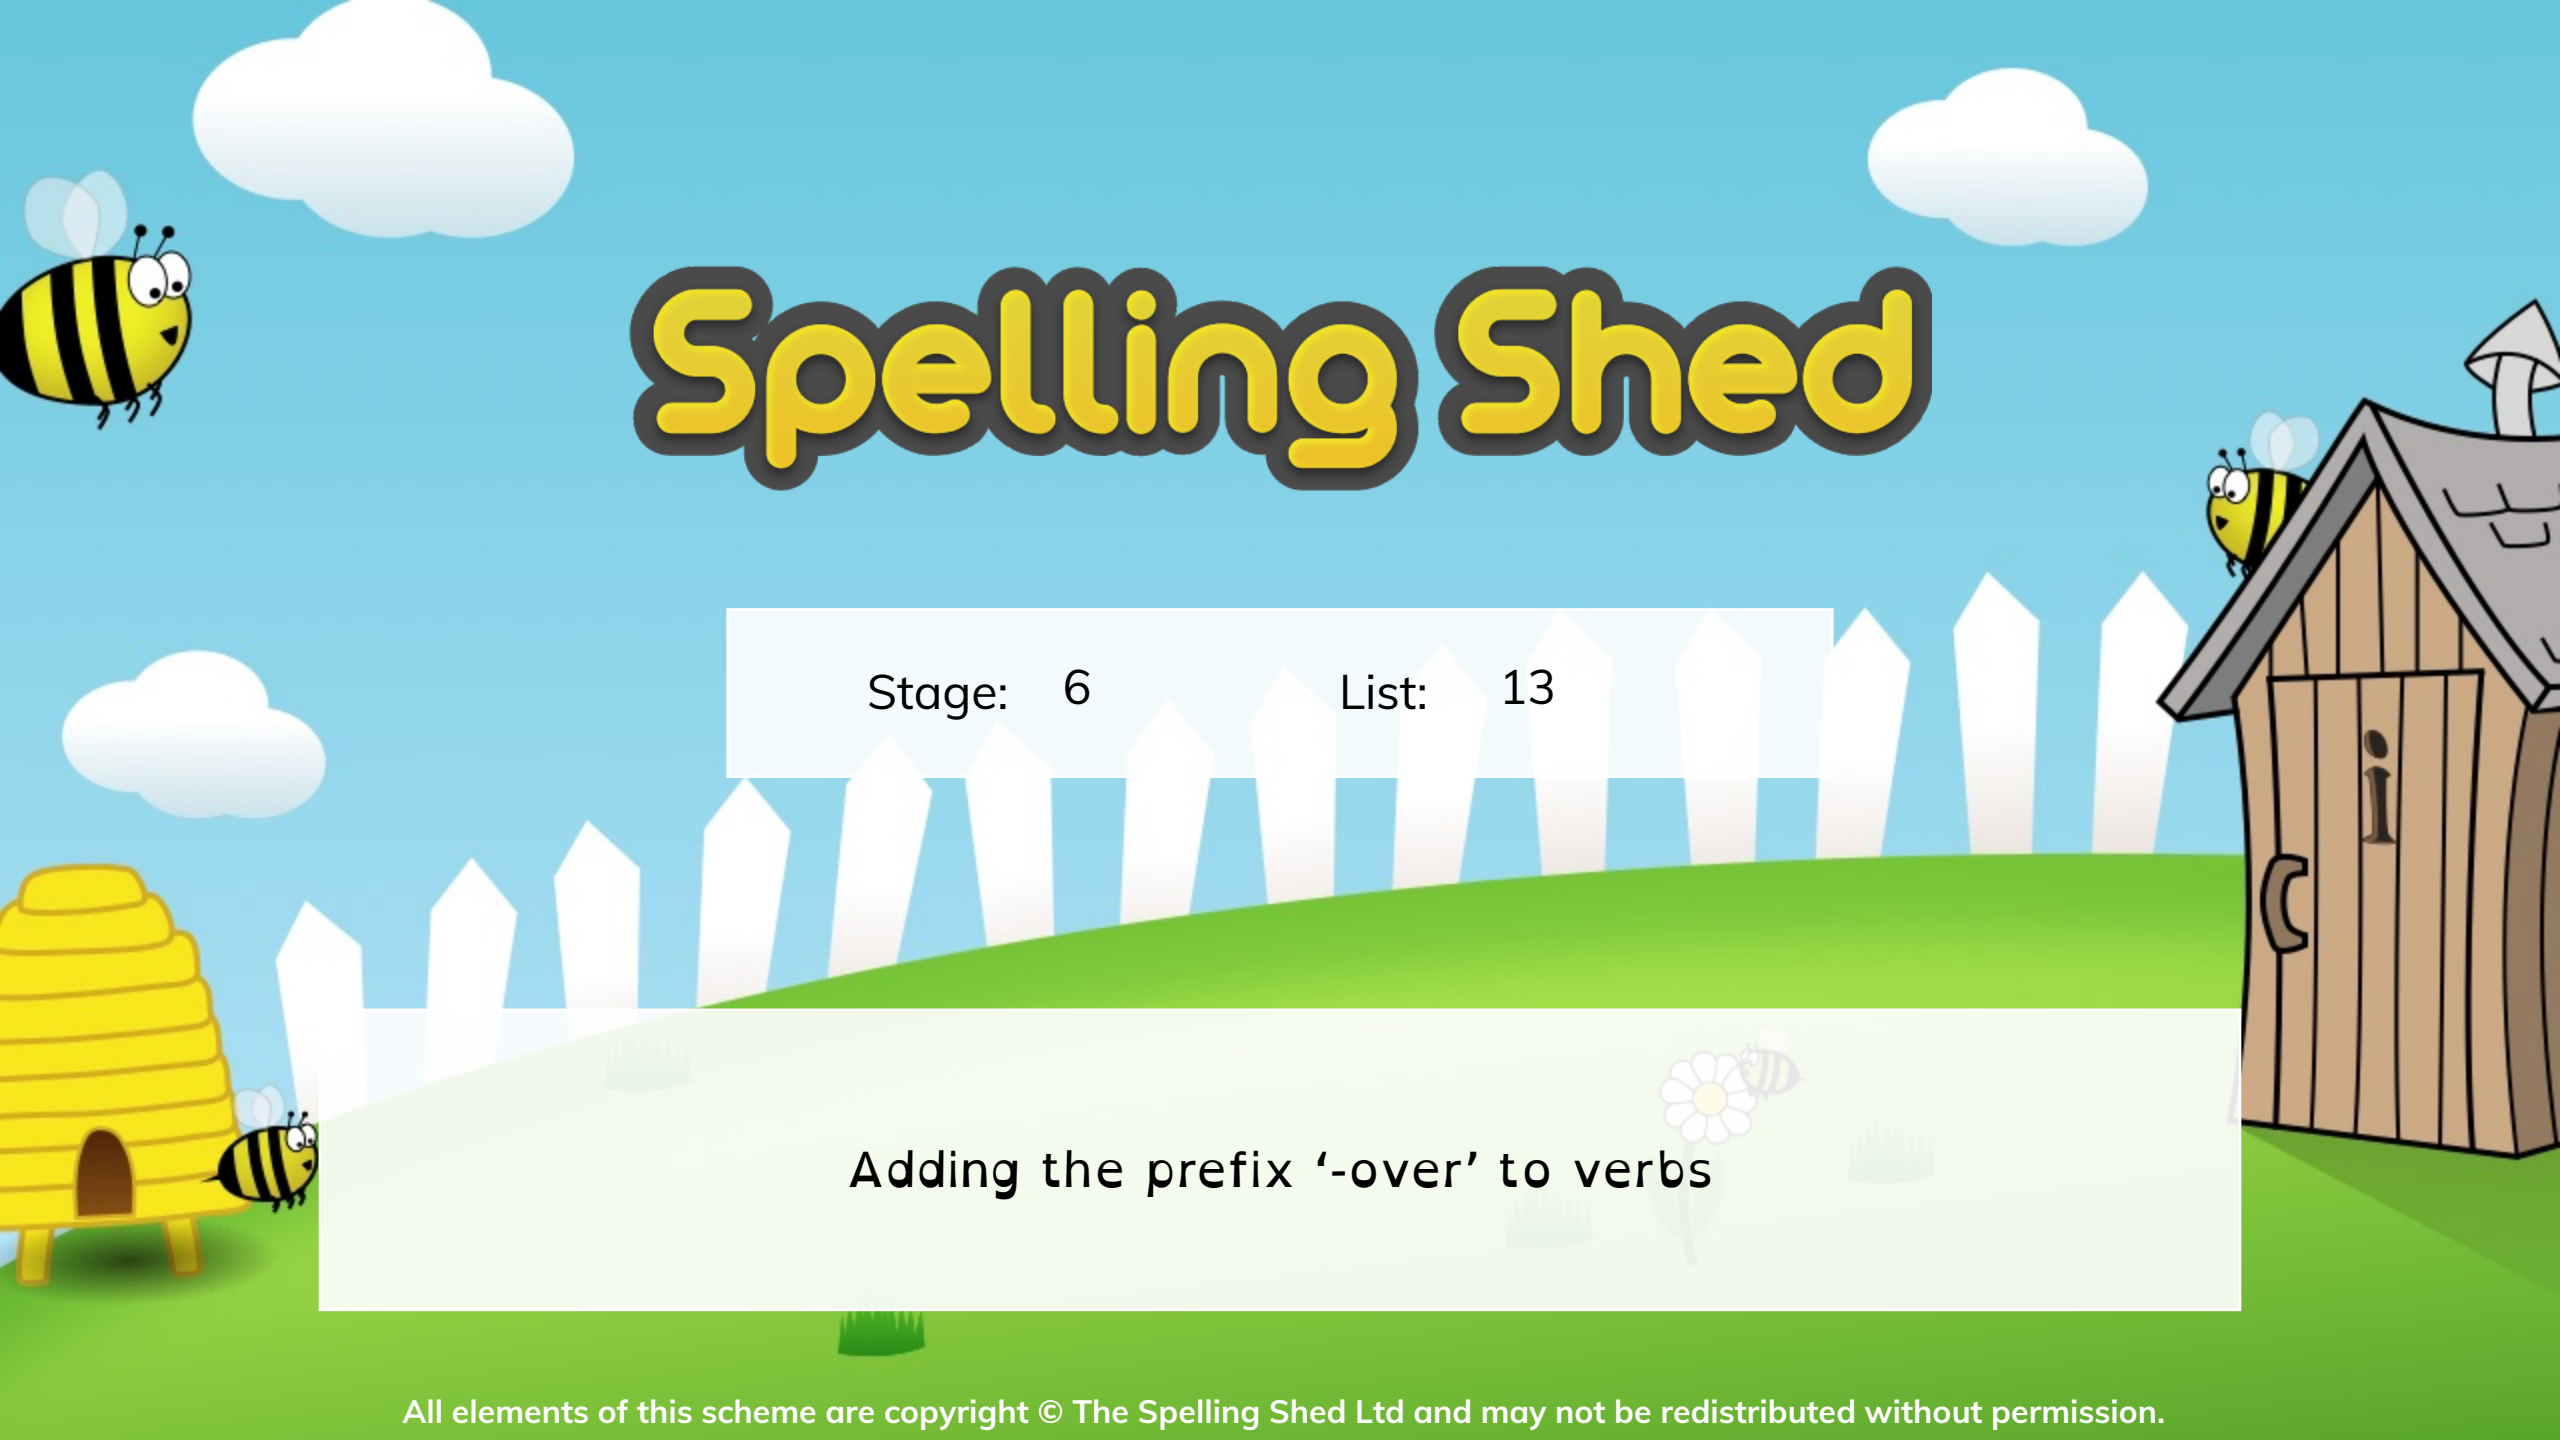 Spelling Shed
Stage: 6 List: 13
i
Adding the prefix ‘-over’ to verbs
All elements of this scheme are copyright © The Spelling Shed Ltd and may not be redistributed without permission.